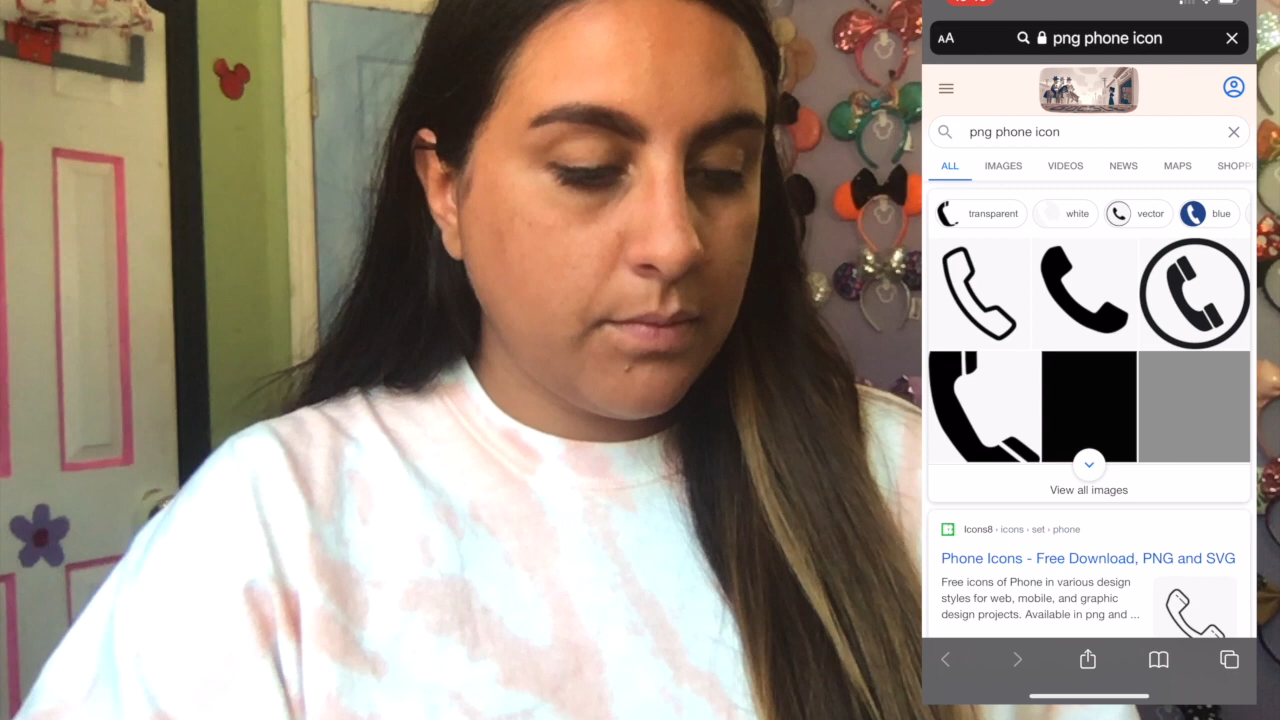 AA png phone icon
png phone icon
ALL IMAGES VIDEOS NEWS MAPS SHOPP
transparent white vector blue
View all images
Icons8 › icons › set › phone
Phone Icons - Free Download, PNG and SVG
Free icons of Phone in various design
styles for web, mobile, and graphic
design projects. Available in png and ...